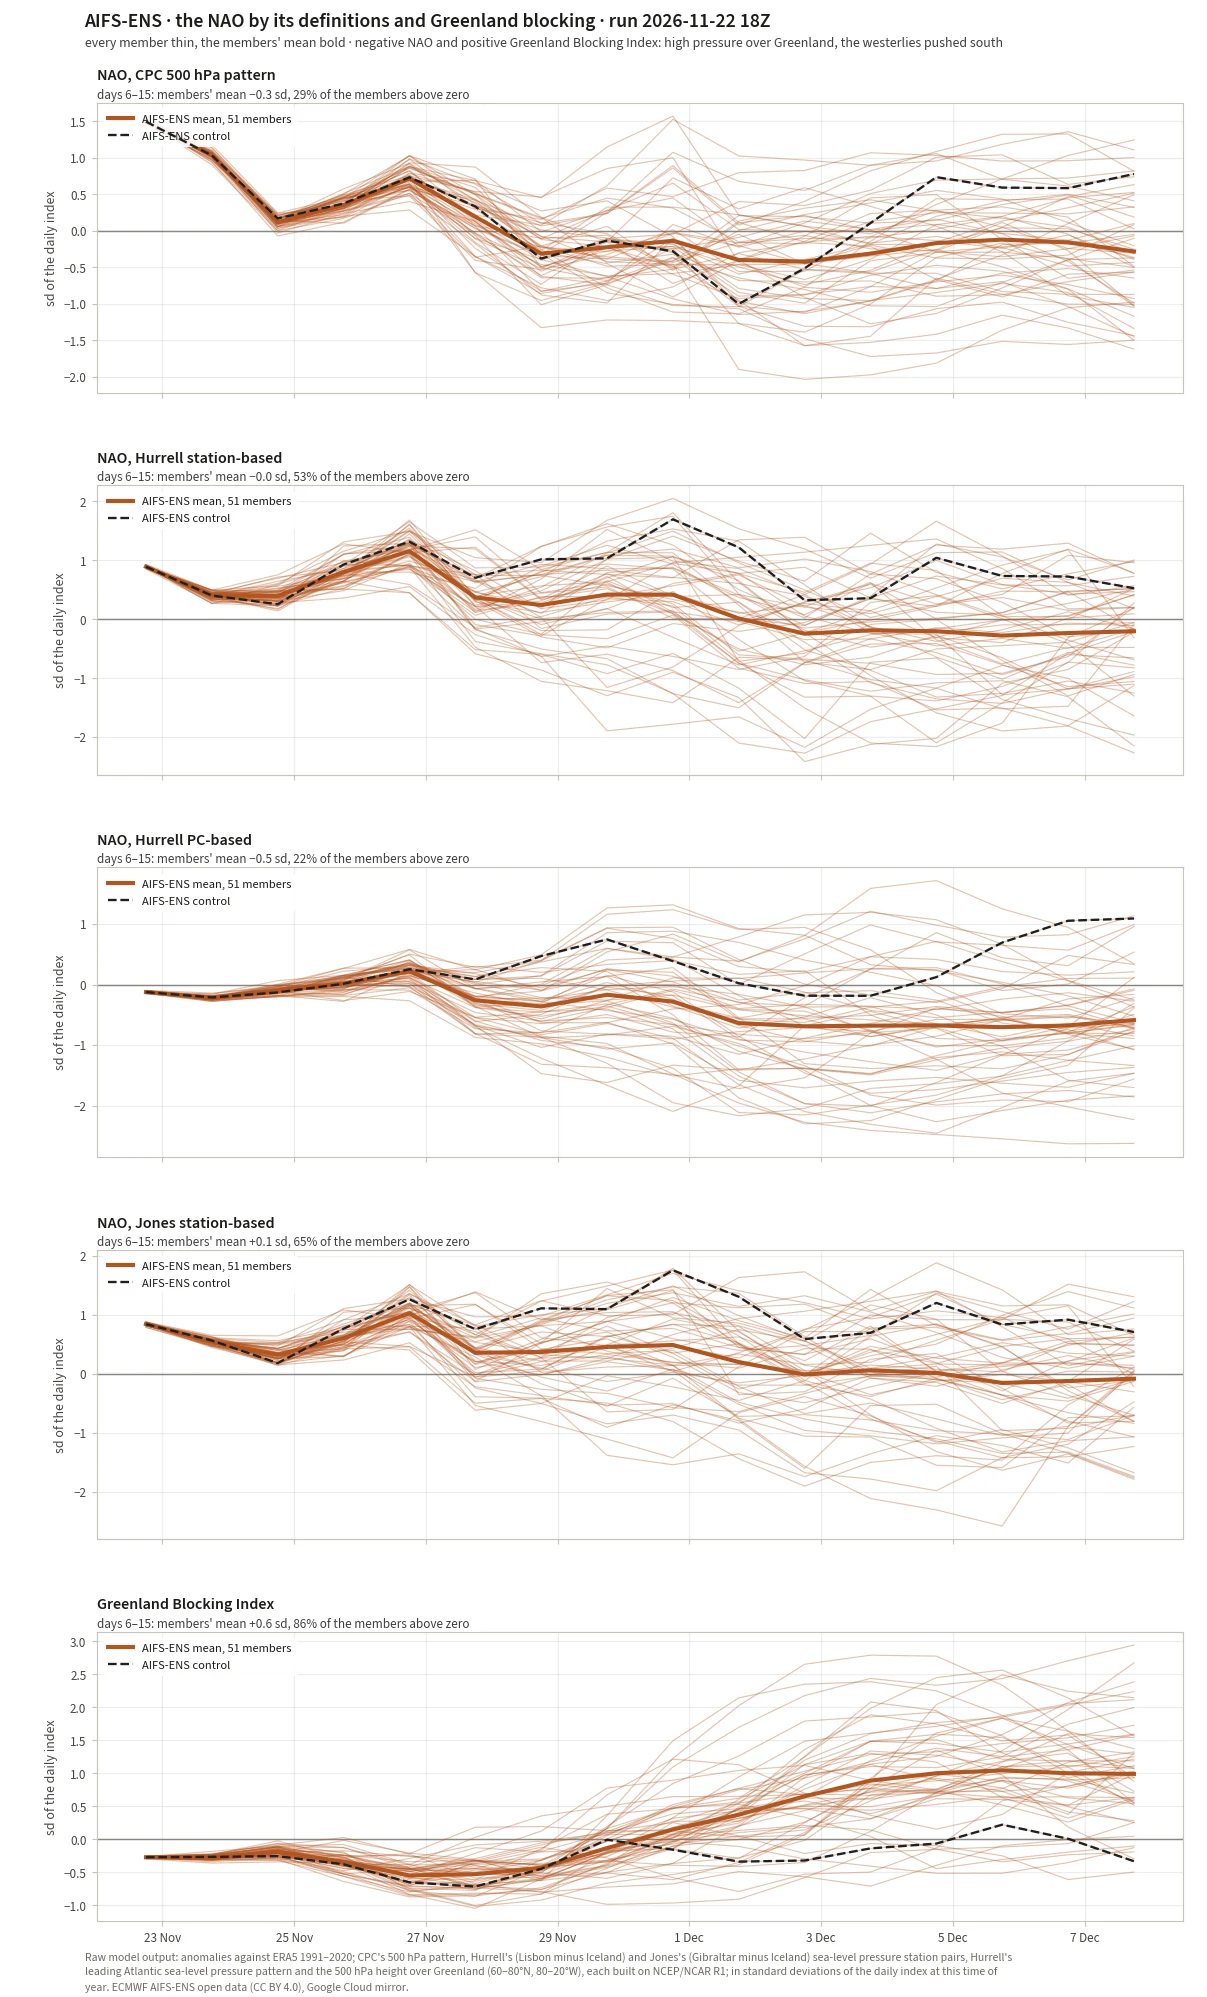 AIFS-ENS · the NAO by its definitions and Greenland blocking · run 2026-11-22 18Z
every member thin, the members' mean bold · negative NAO and positive Greenland Blocking Index: high pressure over Greenland, the westerlies pushed south
NAO, CPC 500 hPa pattern
days 6–15: members' mean −0.3 sd, 29% of the members above zero
AIFS-ENS mean, 51 members
AIFS-ENS control
sd of the daily index
1.5
1.0
0.5
0.0
−0.5
−1.0
−1.5
−2.0
NAO, Hurrell station-based
days 6–15: members' mean −0.0 sd, 53% of the members above zero
AIFS-ENS mean, 51 members
AIFS-ENS control
sd of the daily index
2
1
0
−1
−2
NAO, Hurrell PC-based
days 6–15: members' mean −0.5 sd, 22% of the members above zero
AIFS-ENS mean, 51 members
AIFS-ENS control
sd of the daily index
1
0
−1
−2
NAO, Jones station-based
days 6–15: members' mean +0.1 sd, 65% of the members above zero
AIFS-ENS mean, 51 members
AIFS-ENS control
sd of the daily index
2
1
0
−1
−2
Greenland Blocking Index
days 6–15: members' mean +0.6 sd, 86% of the members above zero
AIFS-ENS mean, 51 members
AIFS-ENS control
sd of the daily index
3.0
2.5
2.0
1.5
1.0
0.5
0.0
−0.5
−1.0
23 Nov 25 Nov 27 Nov 29 Nov 1 Dec 3 Dec 5 Dec 7 Dec
Raw model output: anomalies against ERA5 1991–2020; CPC's 500 hPa pattern, Hurrell's (Lisbon minus Iceland) and Jones's (Gibraltar minus Iceland) sea-level pressure station pairs, Hurrell's
leading Atlantic sea-level pressure pattern and the 500 hPa height over Greenland (60–80°N, 80–20°W), each built on NCEP/NCAR R1; in standard deviations of the daily index at this time of
year. ECMWF AIFS-ENS open data (CC BY 4.0), Google Cloud mirror.